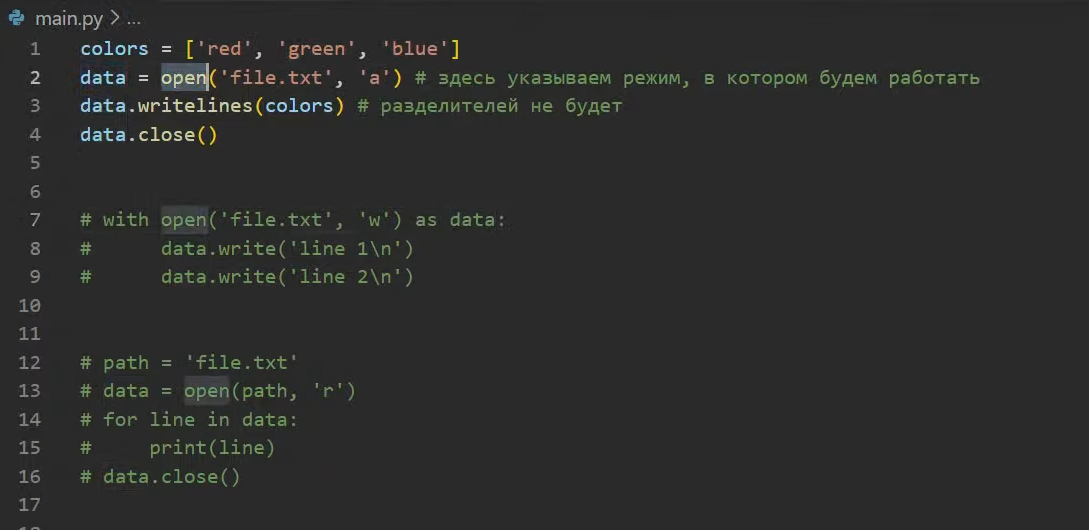 main.py > ...
1 colors = ['red', 'green', 'blue']
2 data = open('file.txt', 'a') # здесь указываем режим, в котором будем работать
3 data.writelines(colors) # разделителей не будет
4 data.close()
5
6
7 # with open('file.txt', 'w') as data:
8 #      data.write('line 1\n')
9 #      data.write('line 2\n')
10
11
12 # path = 'file.txt'
13 # data = open(path, 'r')
14 # for line in data:
15 #     print(line)
16 # data.close()
17